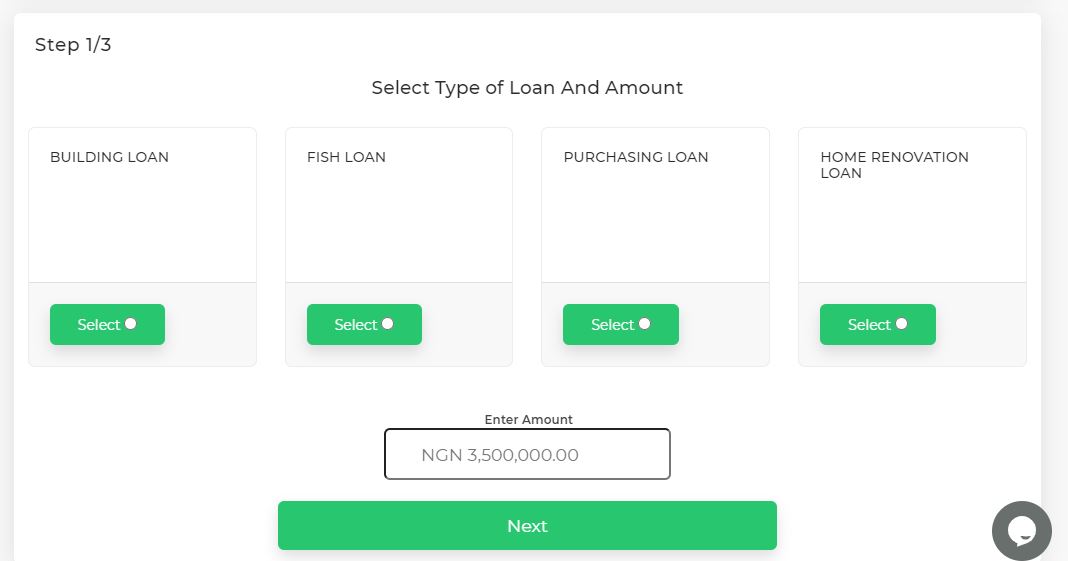 Step 1/3
Select Type of Loan And Amount
BUILDING LOAN
FISH LOAN
PURCHASING LOAN
HOME RENOVATION
LOAN
Select
Select
Select
Select
Enter Amount
NGN 3,500,000.00
Next